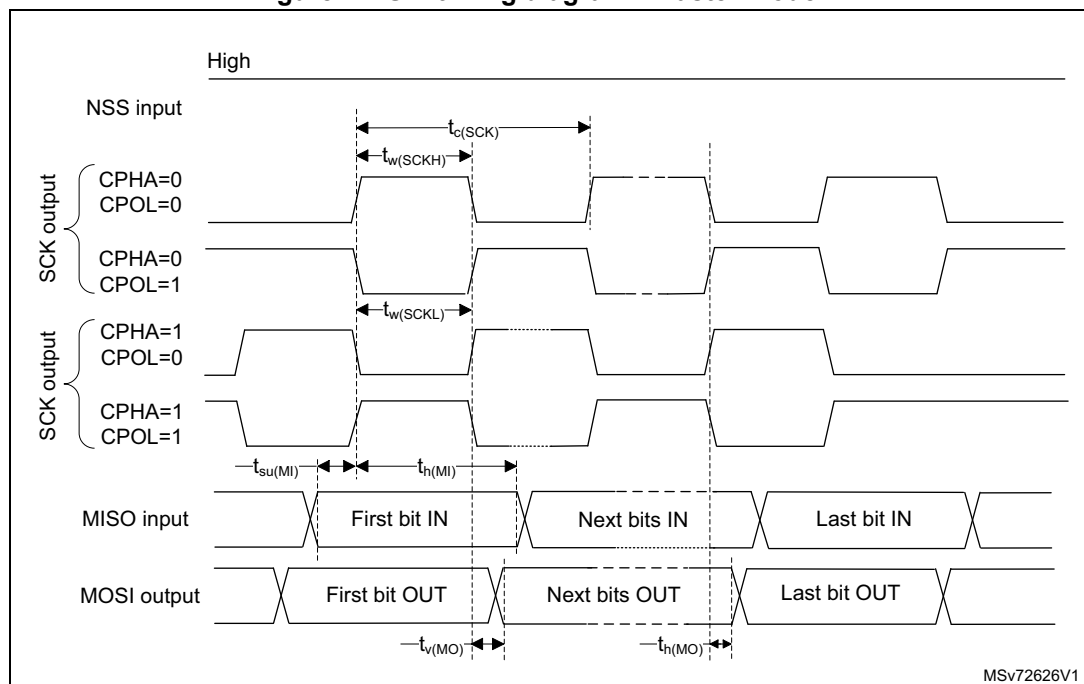 High
NSS input
tc(SCK)
tw(SCKH)
SCK output
CPHA=0
CPOL=0
CPHA=0
CPOL=1
tw(SCKL)
SCK output
CPHA=1
CPOL=0
CPHA=1
CPOL=1
tsu(MI)
th(MI)
MISO input
First bit IN
Next bits IN
Last bit IN
MOSI output
First bit OUT
Next bits OUT
Last bit OUT
tv(MO)
th(MO)
MSv72626V1